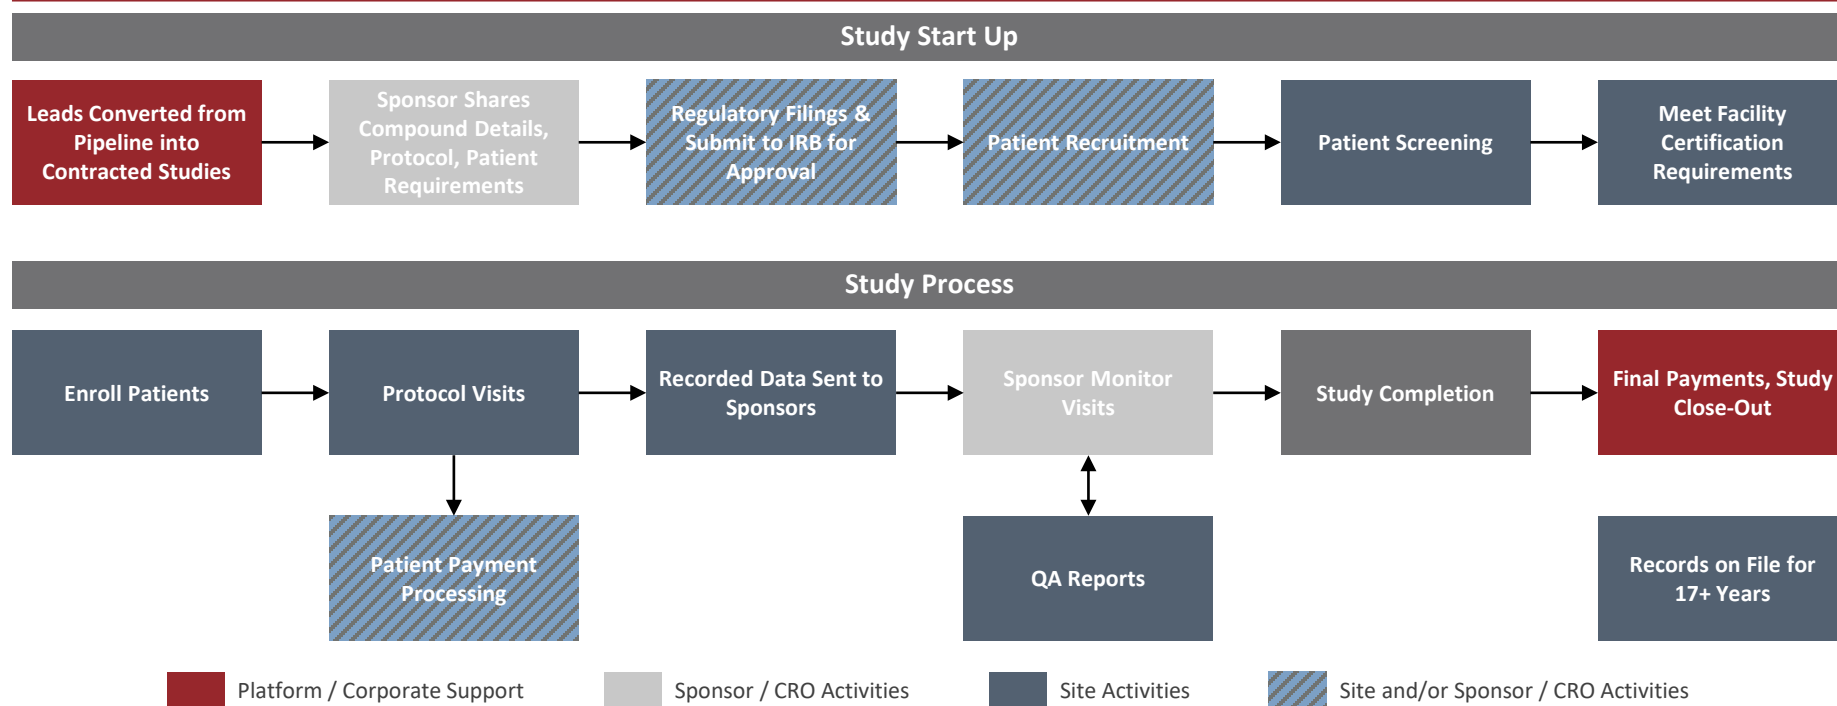 Study Start Up
Leads Converted from
Pipeline into
Contracted Studies
Sponsor Shares
Compound Details,
Protocol, Patient
Requirements
Regulatory Filings &
Submit to IRB for
Approval
Patient Recruitment
Patient Screening
Meet Facility
Certification
Requirements
Study Process
Enroll Patients
Protocol Visits
Recorded Data Sent to
Sponsors
Sponsor Monitor
Visits
Study Completion
Final Payments, Study
Close-Out
Patient Payment
Processing
QA Reports
Records on File for
17+ Years
Platform / Corporate Support
Sponsor / CRO Activities
Site Activities
Site and/or Sponsor / CRO Activities